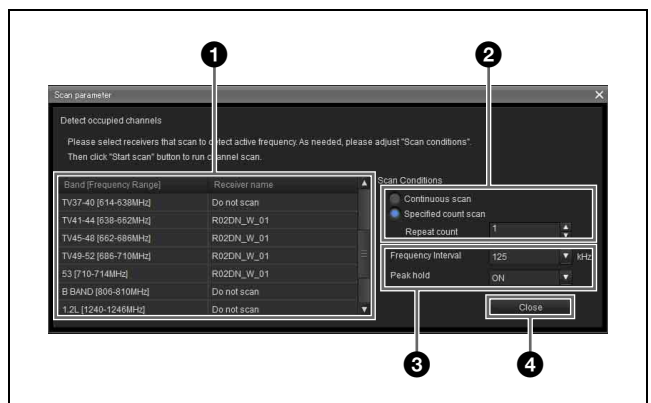 1
2
Scan parameter
Detect occupied channels
Please select receivers that scan to detect active frequency. As needed, please adjust "Scan conditions".
Then click "Start scan" button to run channel scan.
Band [Frequency Range] Receiver name
TV37-40 [614-638MHz] Do not scan
TV41-44 [638-662MHz] R02DN_W_01
TV45-48 [662-686MHz] R02DN_W_01
TV49-52 [686-710MHz] R02DN_W_01
53 [710-714MHz] R02DN_W_01
B BAND [806-810MHz] Do not scan
1.2L [1240-1246MHz] Do not scan
Scan Conditions
Continuous scan
Specified count scan
Repeat count 1
Frequency Interval 125 kHz
Peak hold ON
Close
3
4